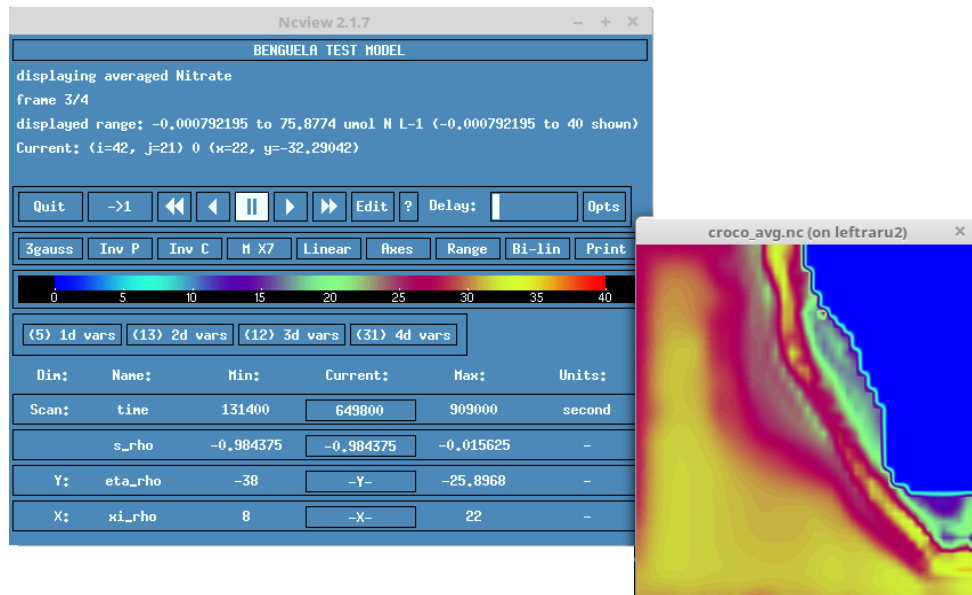 Ncview 2.1.7
BENGUELA TEST MODEL
displaying averaged Nitrate
frame 3/4
displayed range: -0.000792195 to 75.8774 umol N L-1 (-0.000792195 to 40 shown)
Current: (i=42, j=21) 0 (x=22, y=-32.29042)
Quit ->1 Edit ? Delay: Opts
3gauss Inv P Inv C M X7 Linear Axes Range Bi-lin Print
0 5 10 15 20 25 30 35 40
(5) 1d vars (13) 2d vars (12) 3d vars (31) 4d vars
Dim: Name: Min: Current: Max: Units:
Scan: time 131400 649800 909000 second
s_rho -0.984375 -0.984375 -0.015625 -
Y: eta_rho -38 -Y- -25.8968 -
X: xi_rho 8 -X- 22 -
croco_avg.nc (on leftraru2)